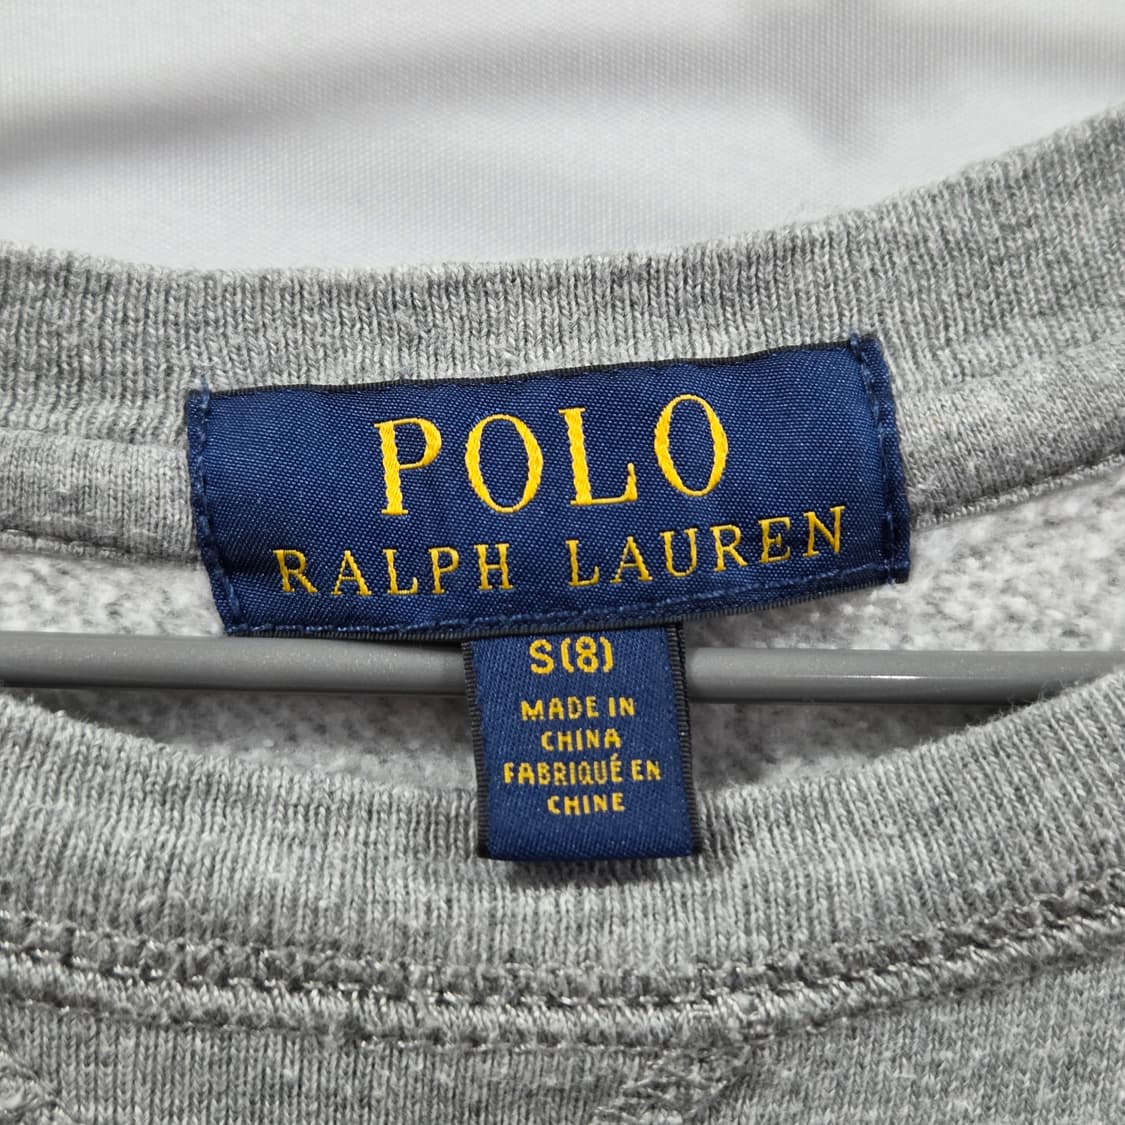 POLO
RALPH LAUREN
S(8)
MADE IN
CHINA
FABRIQUÉ EN
CHINE